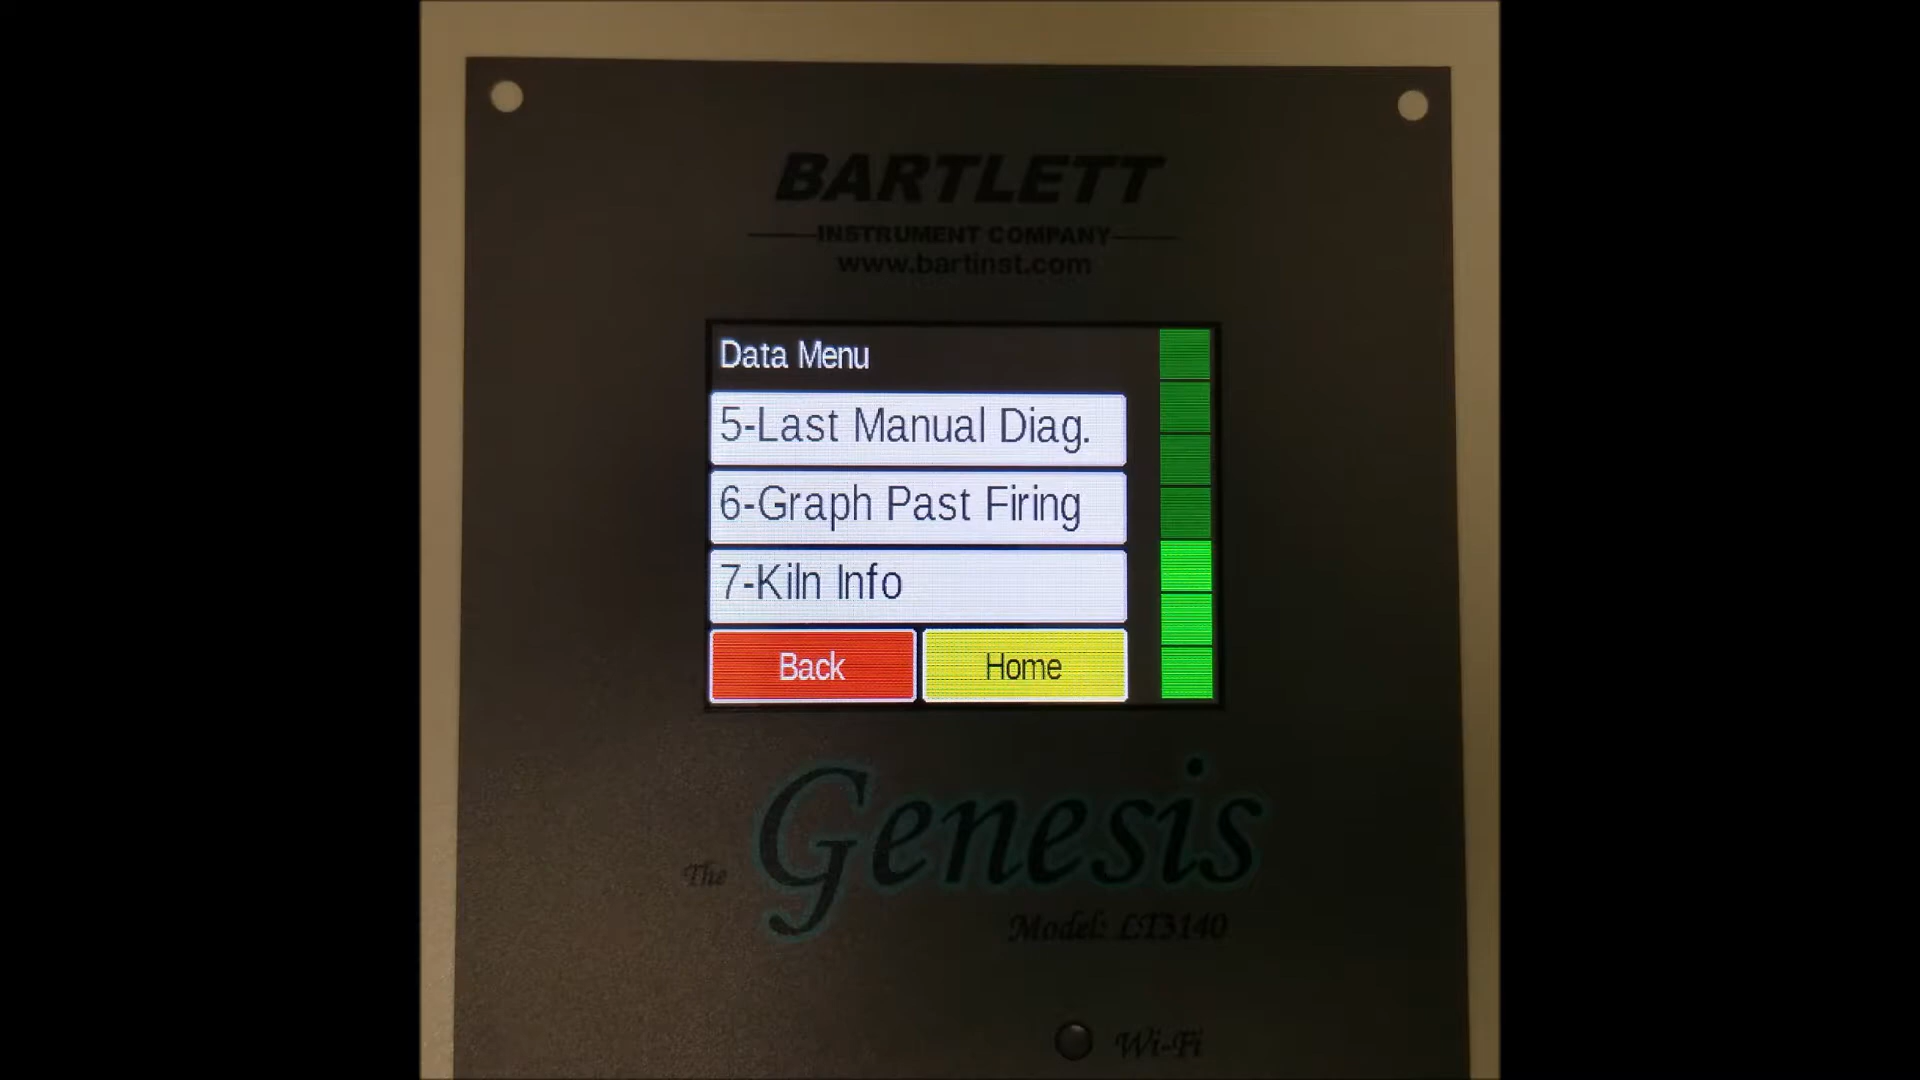 BARTLETT
INSTRUMENT COMPANY
www.bartinst.com
Data Menu
5-Last Manual Diag.
6-Graph Past Firing
7-Kiln Info
Back Home
The Genesis
Model: LT3140
Wi-Fi